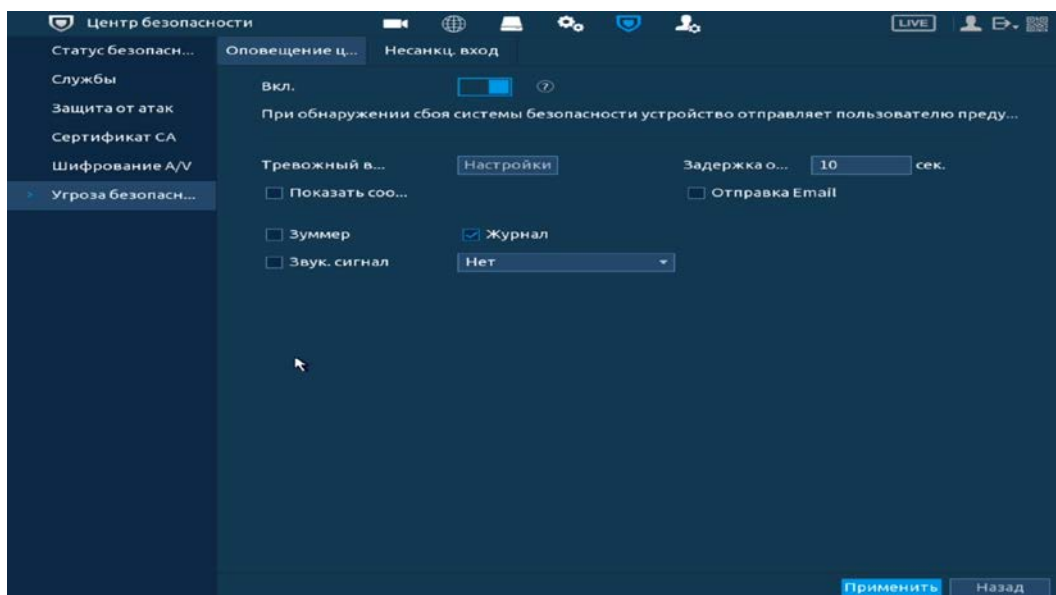 Центр безопасности
LIVE
Статус безопасн...
Службы
Защита от атак
Сертификат CA
Шифрование A/V
Угроза безопасн...
Оповещение ц...
Несанкц. вход
Вкл.
?
При обнаружении сбоя системы безопасности устройство отправляет пользователю преду...
Тревожный в...
Настройки
Задержка о...
10
сек.
Показать соо...
Отправка Email
Зуммер
Журнал
Звук. сигнал
Нет
Применить
Назад